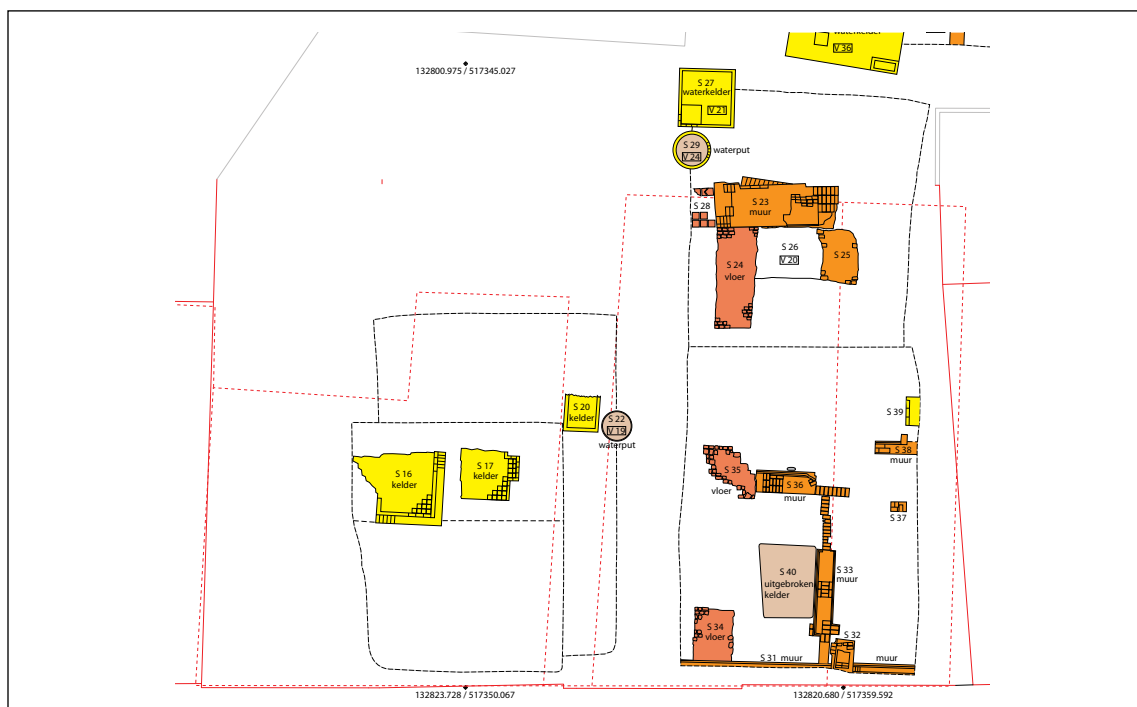 waterkelder
V 36
132800.975 / 517345.027
S 27
waterkelder
V 21
S 29
V 24
waterput
S 28
S 23
muur
S 24
vloer
S 26
V 20
S 25
S 20
kelder
S 22
V 19
waterput
S 39
S 38
muur
S 16
kelder
S 17
kelder
S 35
vloer
S 36
muur
S 37
S 40
uitgebroken
kelder
S 33
muur
S 34
vloer
S 32
S 31 muur
muur
132823.728 / 517350.067
132820.680 / 517359.592